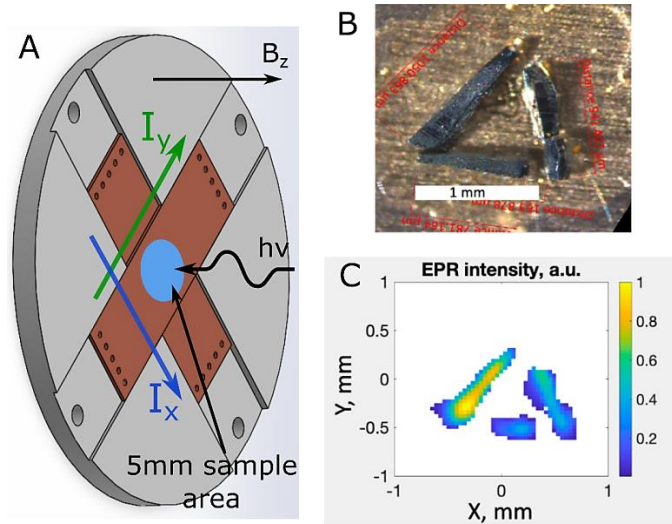 A
B_z
I_y
hν
I_x
5mm sample
area
B
1 mm
C
EPR intensity, a.u.
1
0.5
0
-0.5
-1
-1
0
1
Y, mm
X, mm
1
0.8
0.6
0.4
0.2